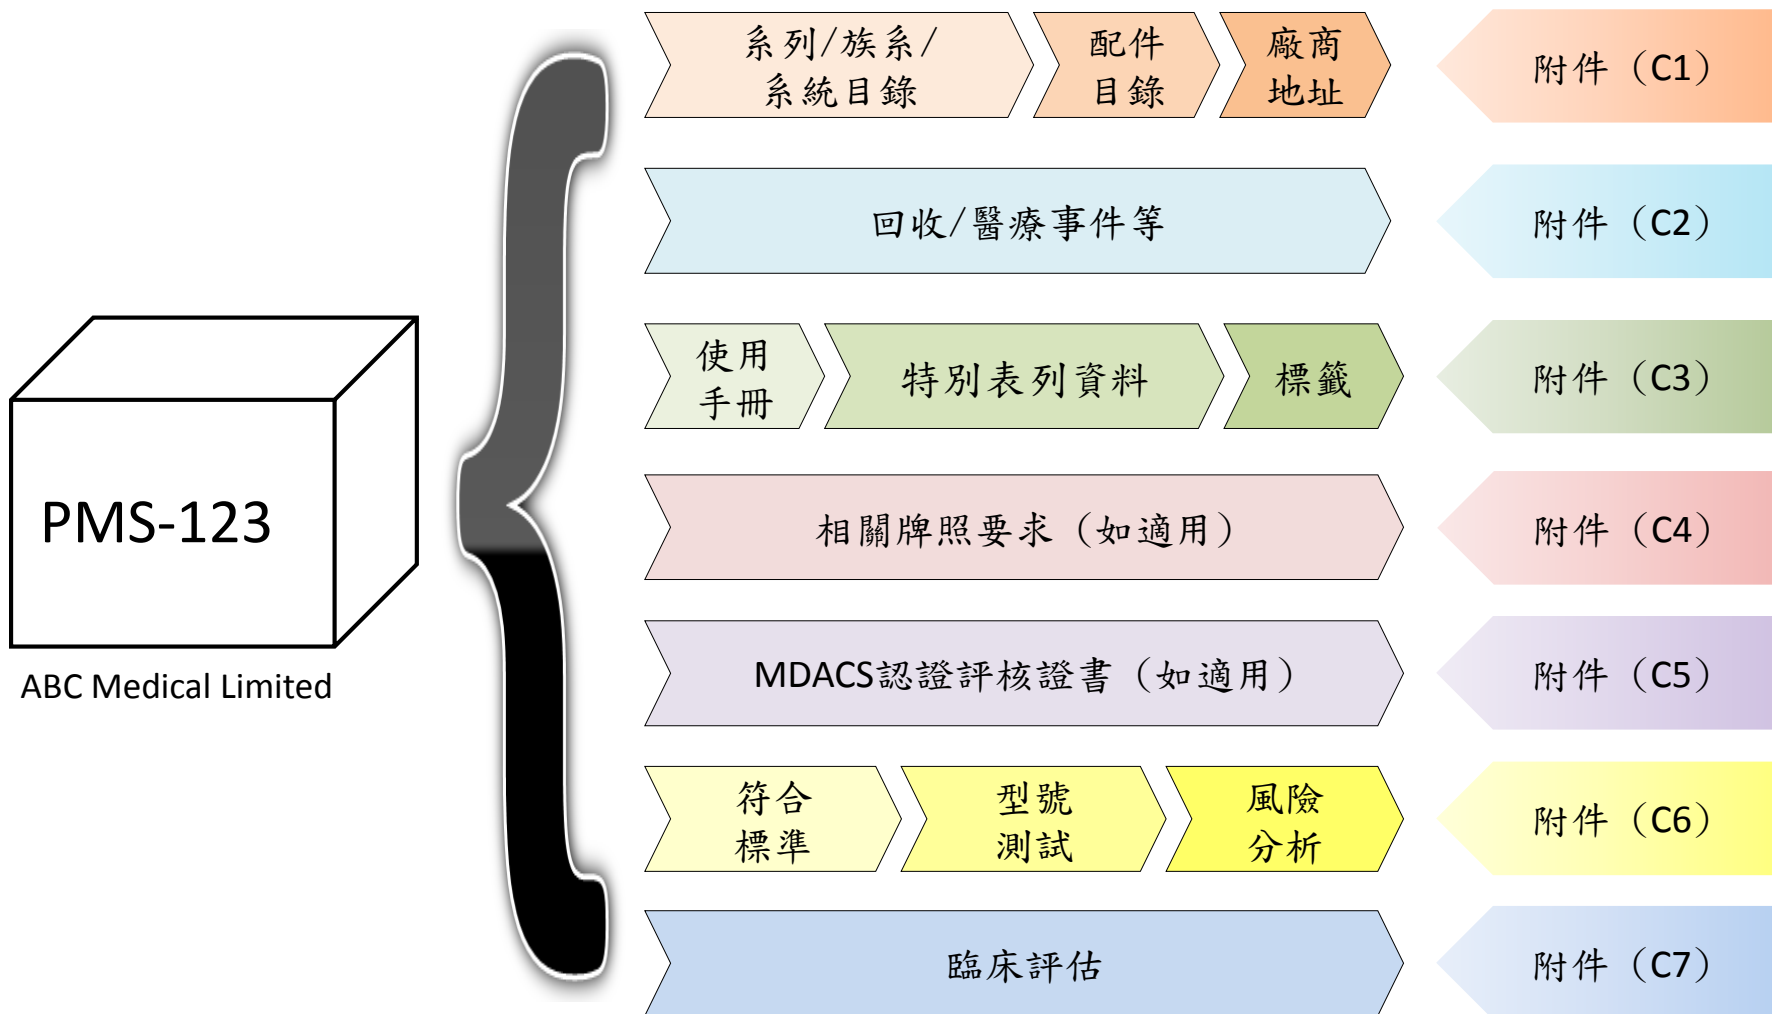 系列/族系/
系統目錄
配件
目錄
廠商
地址
附件（C1）
回收/醫療事件等
附件（C2）
使用
手冊
特別表列資料
標籤
附件（C3）
PMS-123
ABC Medical Limited
相關牌照要求（如適用）
附件（C4）
MDACS認證評核證書（如適用）
附件（C5）
符合
標準
型號
測試
風險
分析
附件（C6）
臨床評估
附件（C7）